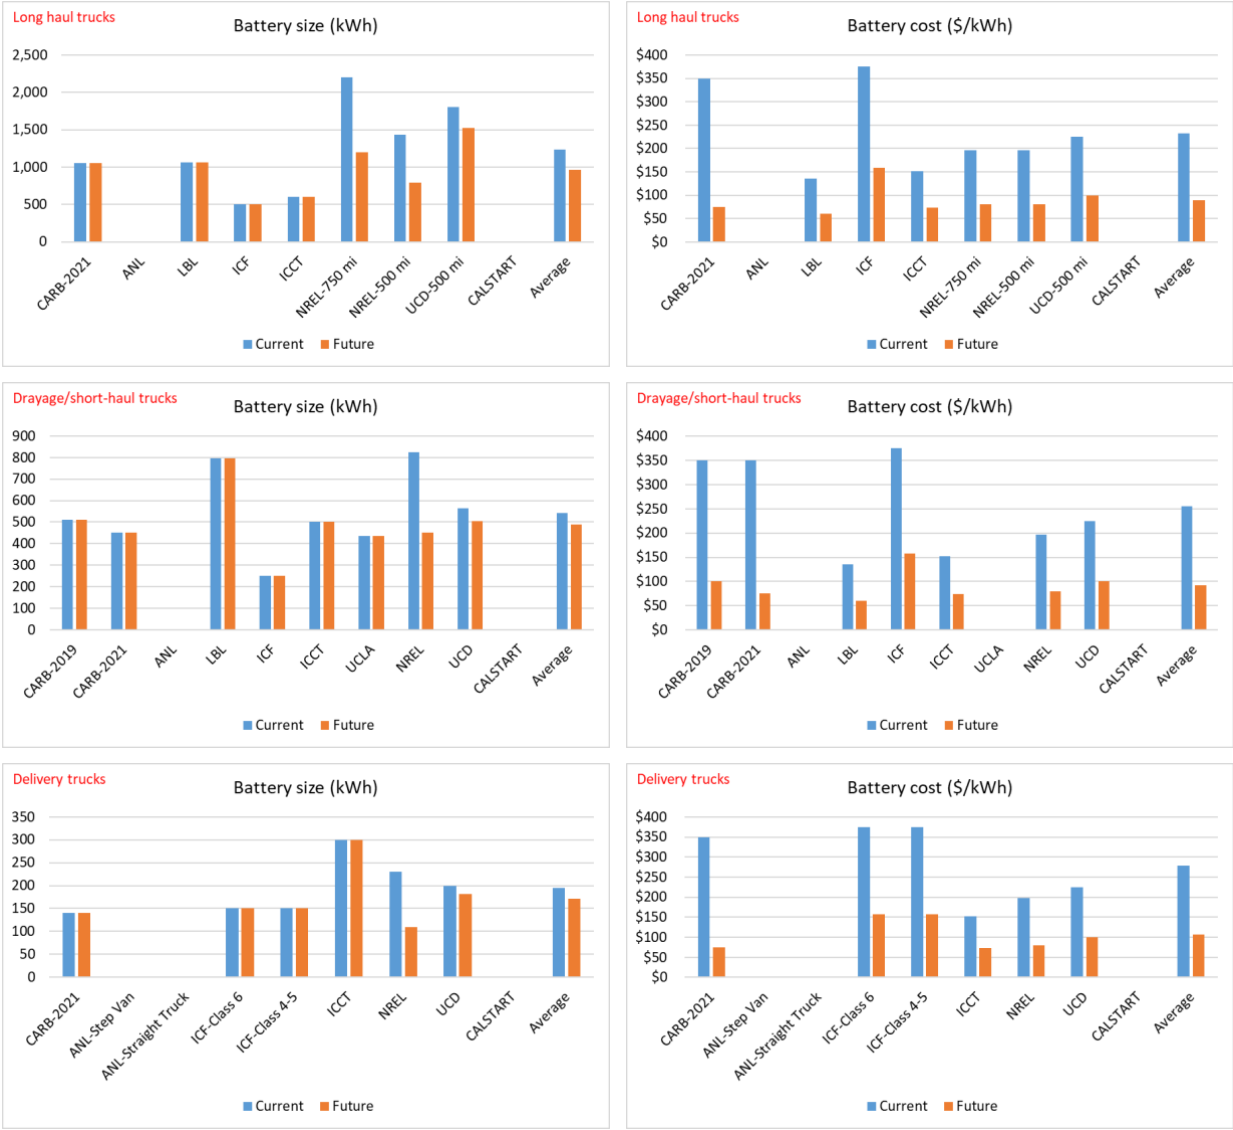 Long haul trucks
Battery size (kWh)
2,500
2,000
1,500
1,000
500
0
CARB-2021
ANL
LBL
ICF
ICCT
NREL-750 mi
NREL-500 mi
UCD-500 mi
CALSTART
Average
Current Future
Long haul trucks
Battery cost ($/kWh)
$400
$350
$300
$250
$200
$150
$100
$50
$0
CARB-2021
ANL
LBL
ICF
ICCT
NREL-750 mi
NREL-500 mi
UCD-500 mi
CALSTART
Average
Current Future
Drayage/short-haul trucks
Battery size (kWh)
900
800
700
600
500
400
300
200
100
0
CARB-2019
CARB-2021
ANL
LBL
ICF
ICCT
UCLA
NREL
UCD
CALSTART
Average
Current Future
Drayage/short-haul trucks
Battery cost ($/kWh)
$400
$350
$300
$250
$200
$150
$100
$50
$0
CARB-2019
CARB-2021
ANL
LBL
ICF
ICCT
UCLA
NREL
UCD
CALSTART
Average
Current Future
Delivery trucks
Battery size (kWh)
350
300
250
200
150
100
50
0
CARB-2021
ANL-Step Van
ANL-Straight Truck
ICF-Class 6
ICF-Class 4-5
ICCT
NREL
UCD
CALSTART
Average
Current Future
Delivery trucks
Battery cost ($/kWh)
$400
$350
$300
$250
$200
$150
$100
$50
$0
CARB-2021
ANL-Step Van
ANL-Straight Truck
ICF-Class 6
ICF-Class 4-5
ICCT
NREL
UCD
CALSTART
Average
Current Future